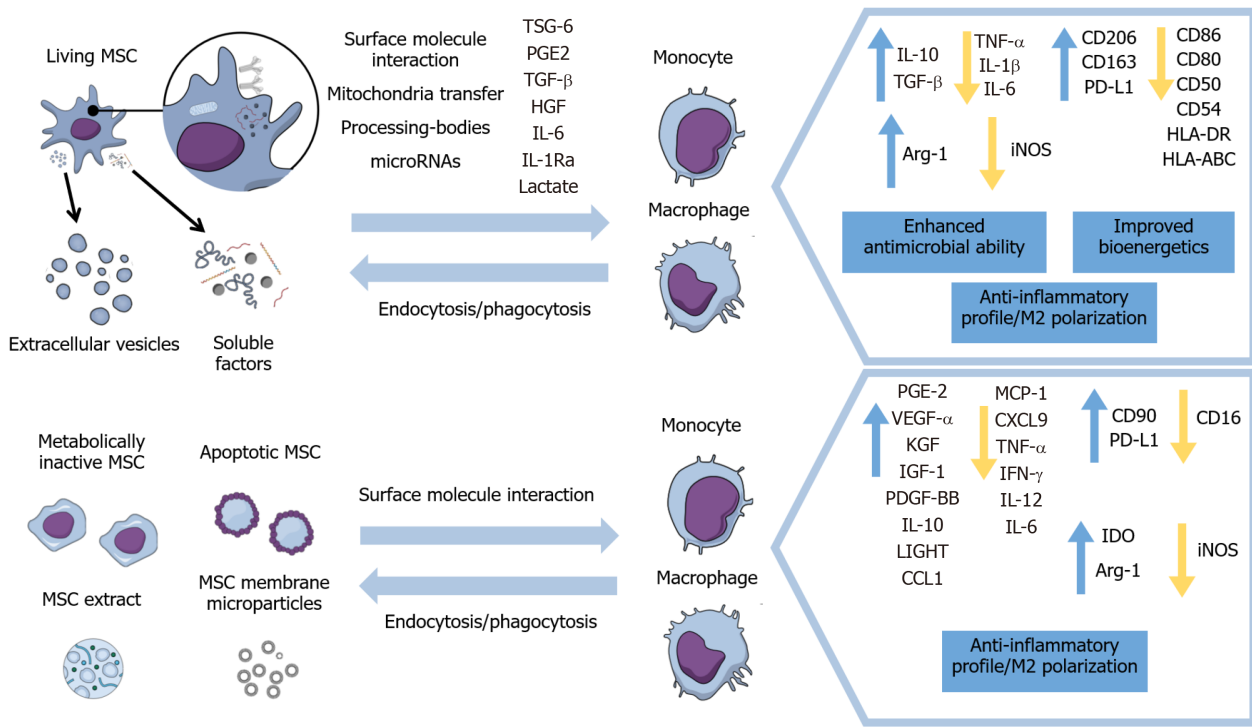 Living MSC
Extracellular vesicles
Soluble
factors
Surface molecule
interaction
Mitochondria transfer
Processing-bodies
microRNAs
TSG-6
PGE2
TGF-β
HGF
IL-6
IL-1Ra
Lactate
Endocytosis/phagocytosis
Monocyte
Macrophage
IL-10
TGF-β
TNF-α
IL-1β
IL-6
CD206
CD163
PD-L1
CD86
CD80
CD50
CD54
HLA-DR
HLA-ABC
Arg-1
iNOS
Enhanced
antimicrobial ability
Improved
bioenergetics
Anti-inflammatory
profile/M2 polarization
Metabolically
inactive MSC
Apoptotic MSC
MSC extract
MSC membrane
microparticles
Surface molecule interaction
Endocytosis/phagocytosis
Monocyte
Macrophage
PGE-2
VEGF-α
KGF
IGF-1
PDGF-BB
IL-10
LIGHT
CCL1
MCP-1
CXCL9
TNF-α
IFN-γ
IL-12
IL-6
CD90
PD-L1
CD16
IDO
Arg-1
iNOS
Anti-inflammatory
profile/M2 polarization